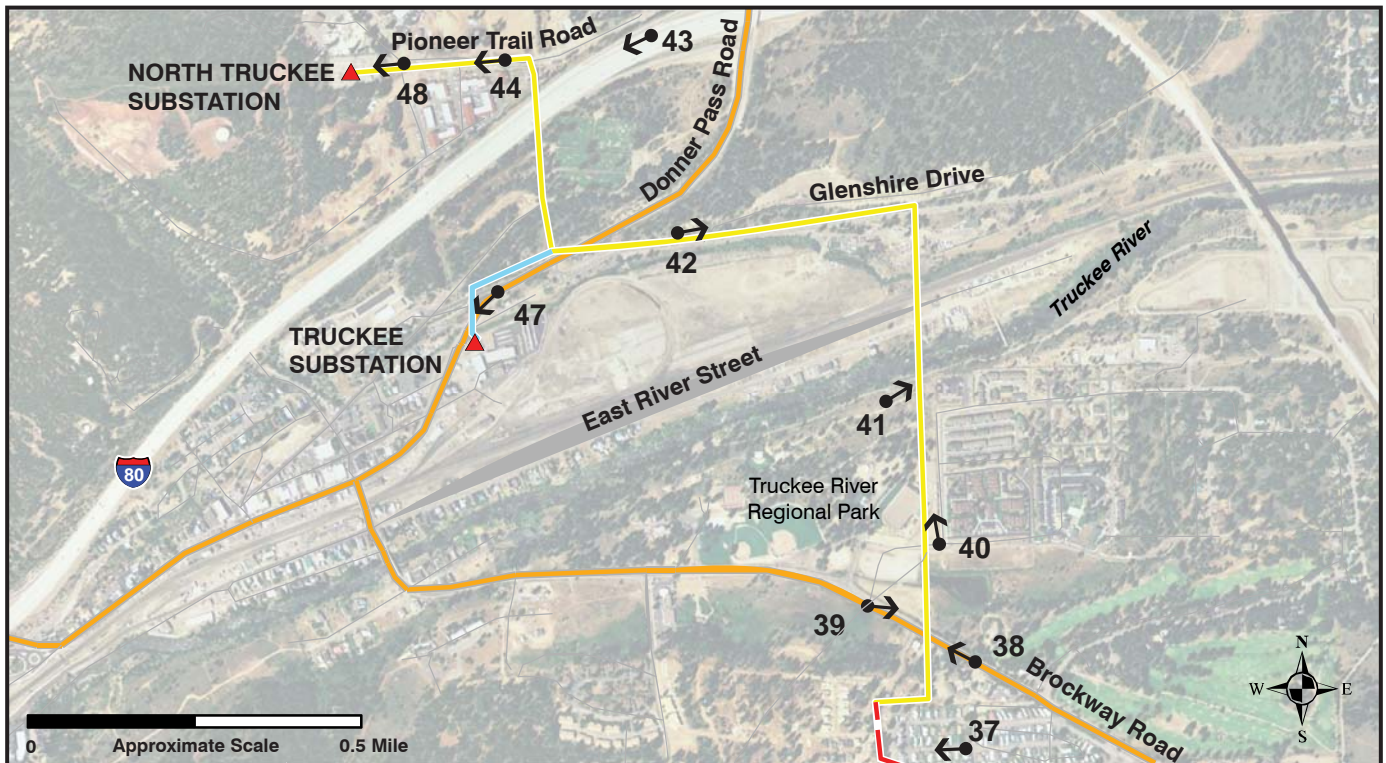 Pioneer Trail Road
43
NORTH TRUCKEE
SUBSTATION
48
44
Donner Pass Road
Glenshire Drive
42
Truckee River
47
TRUCKEE
SUBSTATION
East River Street
41
80
Truckee River
Regional Park
40
39
38
Brockway Road
N
W
E
S
37
0
Approximate Scale
0.5 Mile